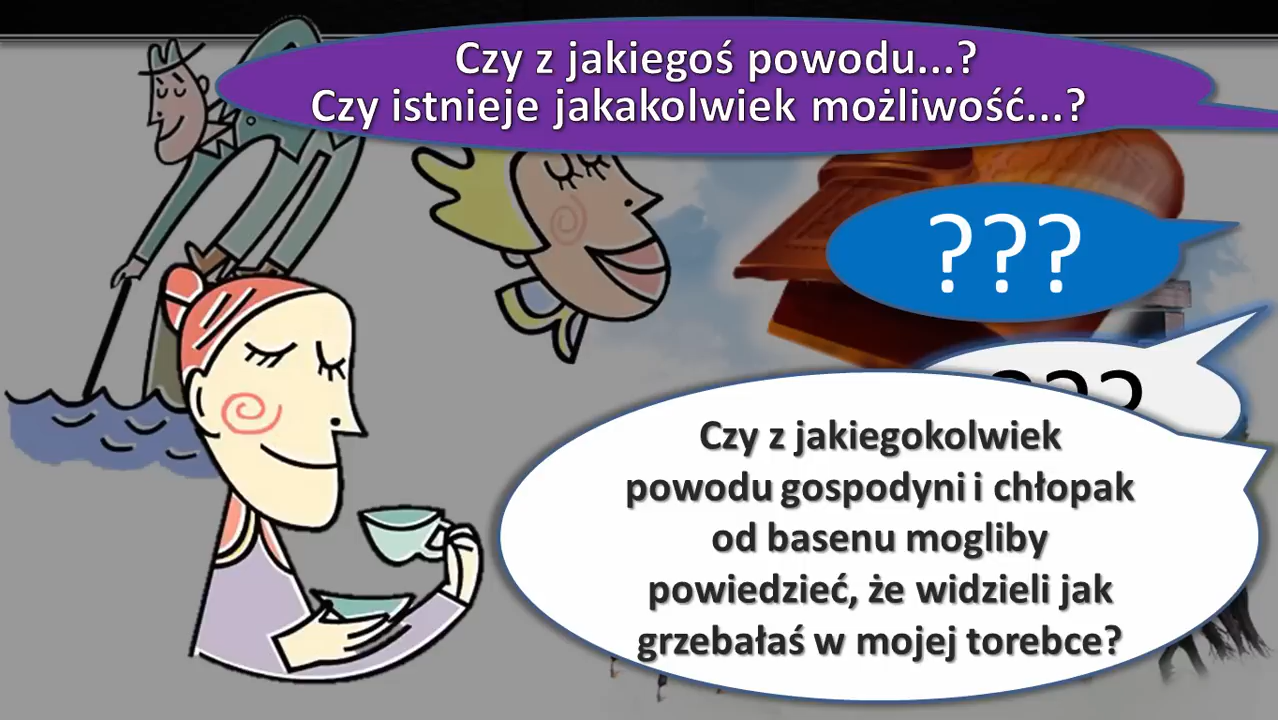 Czy z jakiegoś powodu...?
Czy istnieje jakakolwiek możliwość...?
???
???
Czy z jakiegokolwiek
powodu gospodyni i chłopak
od basenu mogliby
powiedzieć, że widzieli jak
grzebałaś w mojej torebce?